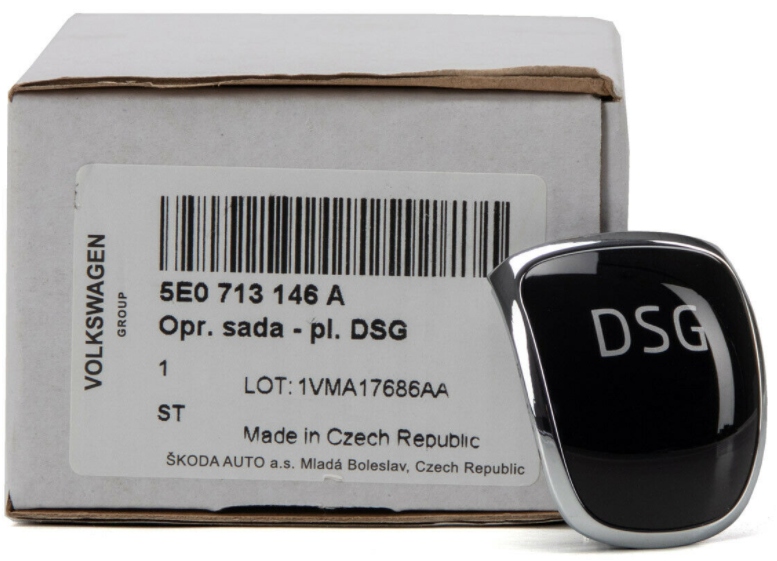 VOLKSWAGEN
GROUP
5E0 713 146 A
Opr. sada - pl. DSG
1
LOT: 1VMA17686AA
ST
Made in Czech Republic
ŠKODA AUTO a.s. Mladá Boleslav, Czech Republic
DSG